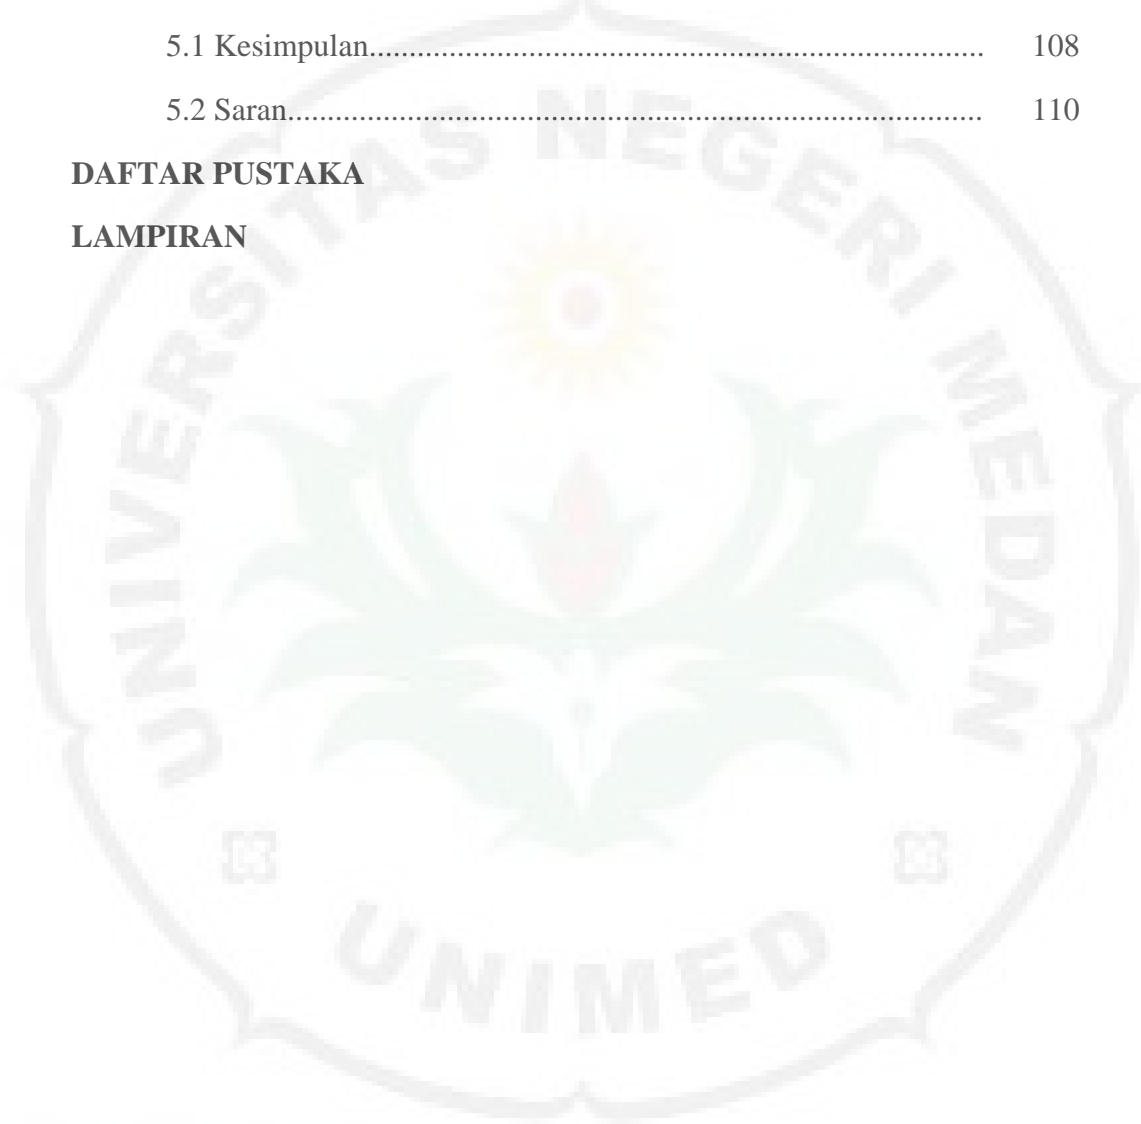 5.1 Kesimpulan............................................................................. 108
5.2 Saran....................................................................................... 110
DAFTAR PUSTAKA
LAMPIRAN
UNIVERSITAS NEGERI MEDAN
UNIMED